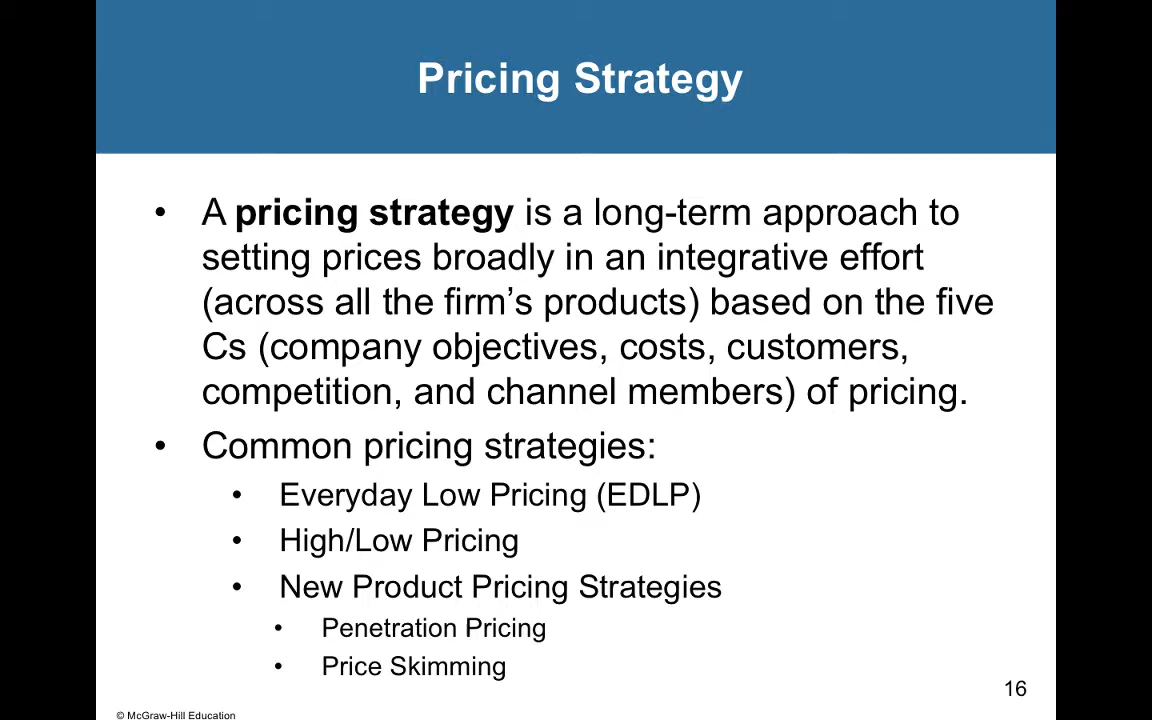 Pricing Strategy
• A pricing strategy is a long-term approach to
setting prices broadly in an integrative effort
(across all the firm’s products) based on the five
Cs (company objectives, costs, customers,
competition, and channel members) of pricing.
• Common pricing strategies:
• Everyday Low Pricing (EDLP)
• High/Low Pricing
• New Product Pricing Strategies
• Penetration Pricing
• Price Skimming
16
© McGraw-Hill Education